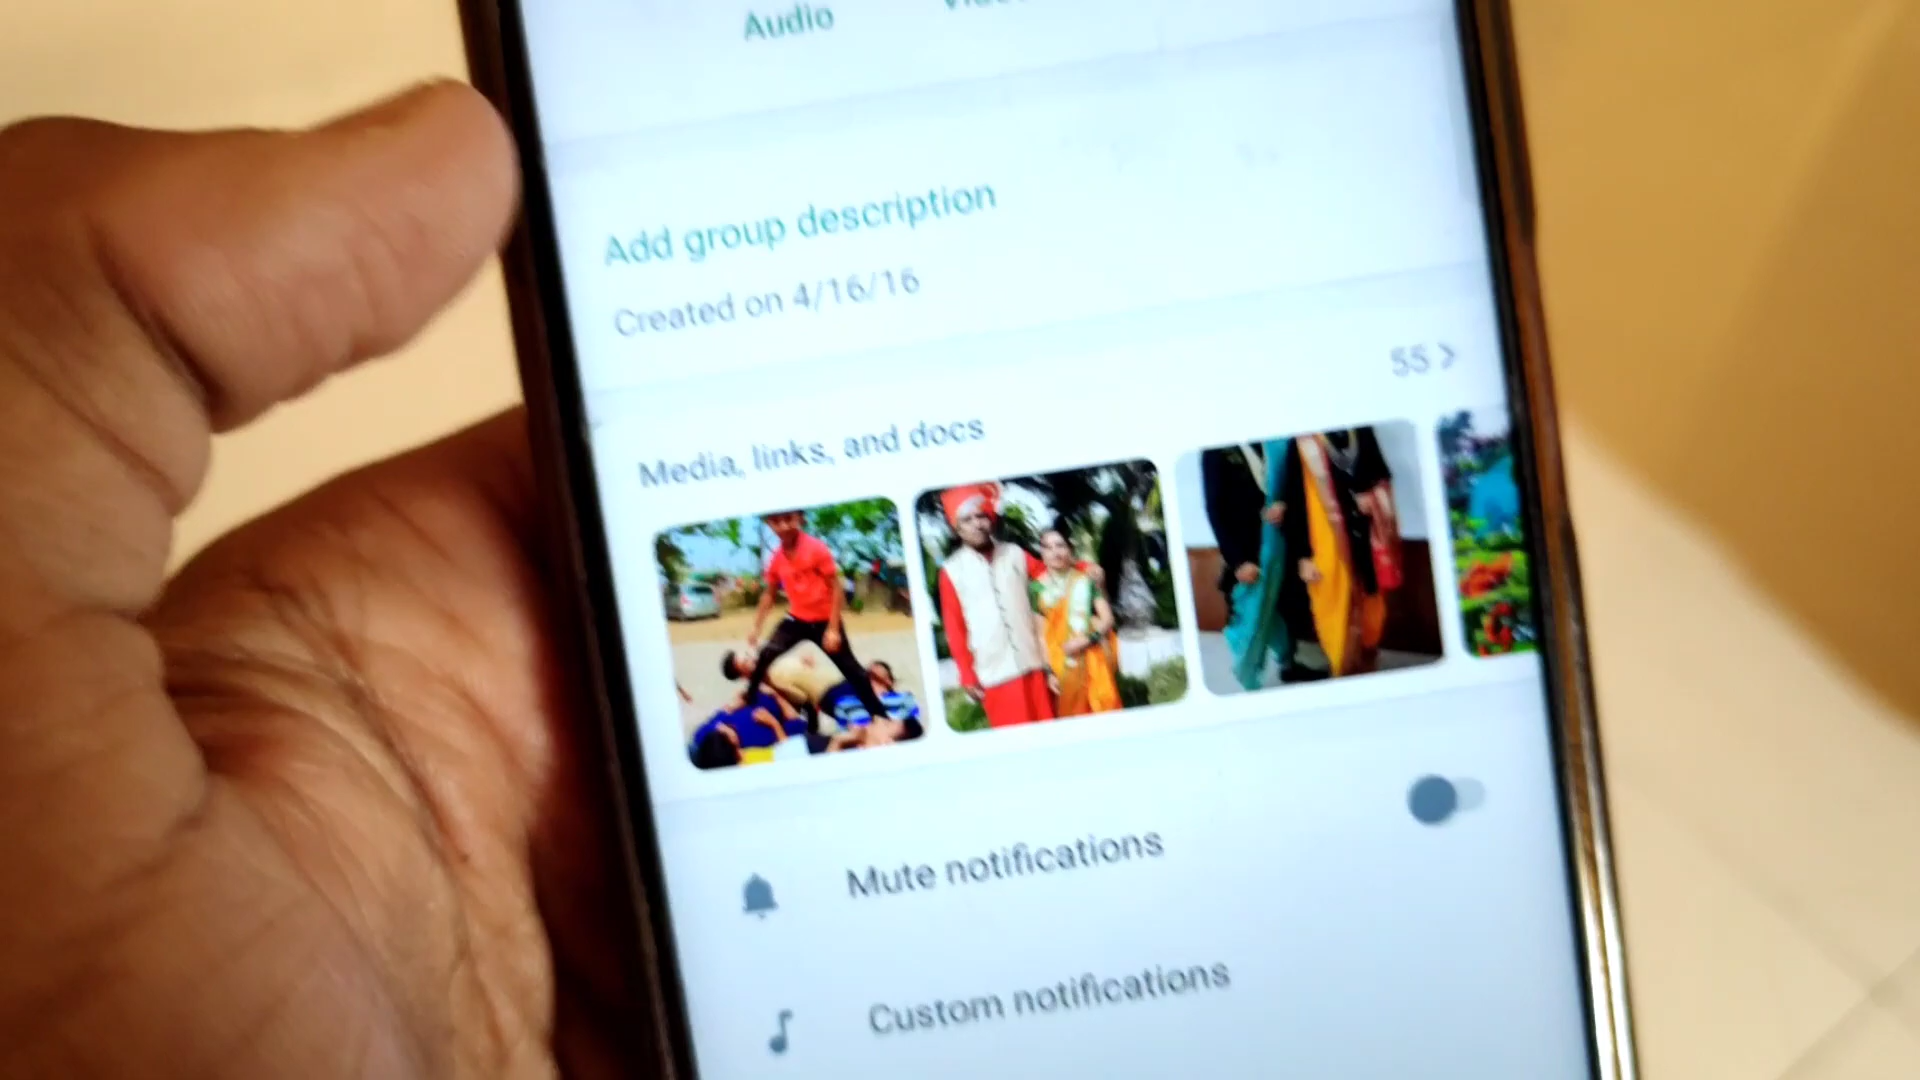 Audio
Add group description
Created on 4/16/16
55
Media, links, and docs
Mute notifications
Custom notifications